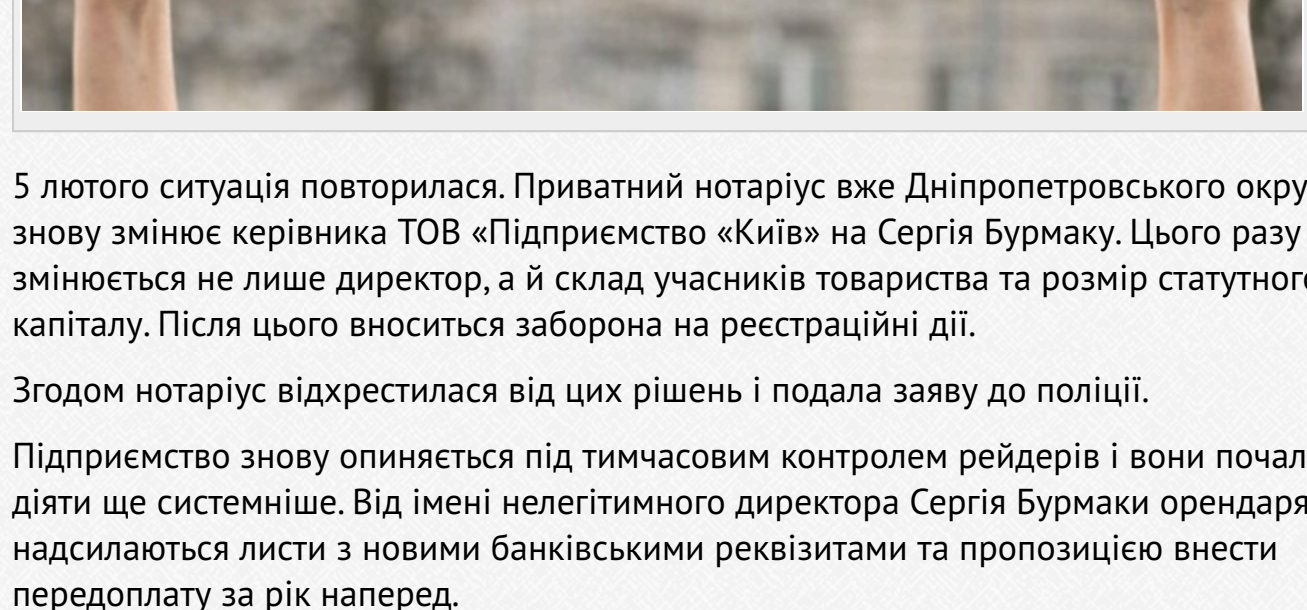 5 лютого ситуація повторилася. Приватний нотаріус вже Дніпропетровського окру
знову змінює керівника ТОВ «Підприємство «Київ» на Сергія Бурмаку. Цього разу
змінюється не лише директор, а й склад учасників товариства та розмір статутног
капіталу. Після цього вноситься заборона на реєстраційні дії.
Згодом нотаріус відхрестилася від цих рішень і подала заяву до поліції.
Підприємство знову опиняється під тимчасовим контролем рейдерів і вони почал
діяти ще системніше. Від імені нелегітимного директора Сергія Бурмаки орендаря
надсилаються листи з новими банківськими реквізитами та пропозицією внести
передоплату за рік наперед.